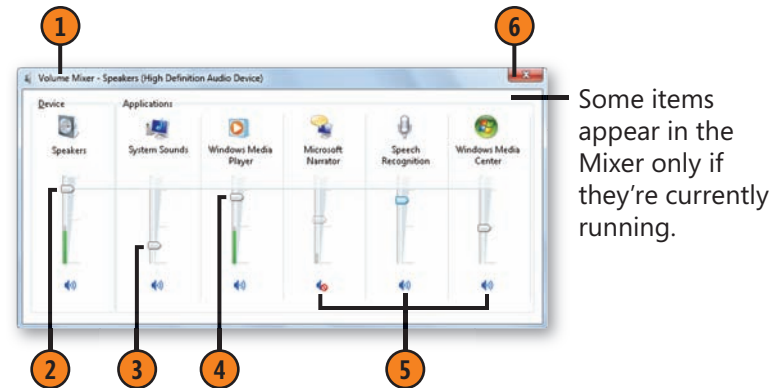 1
6
Volume Mixer - Speakers (High Definition Audio Device)
Some items
appear in the
Mixer only if
they're currently
running.
Device
Applications
Speakers
System Sounds
Windows Media
Player
Microsoft
Narrator
Speech
Recognition
Windows Media
Center
2
3
4
5